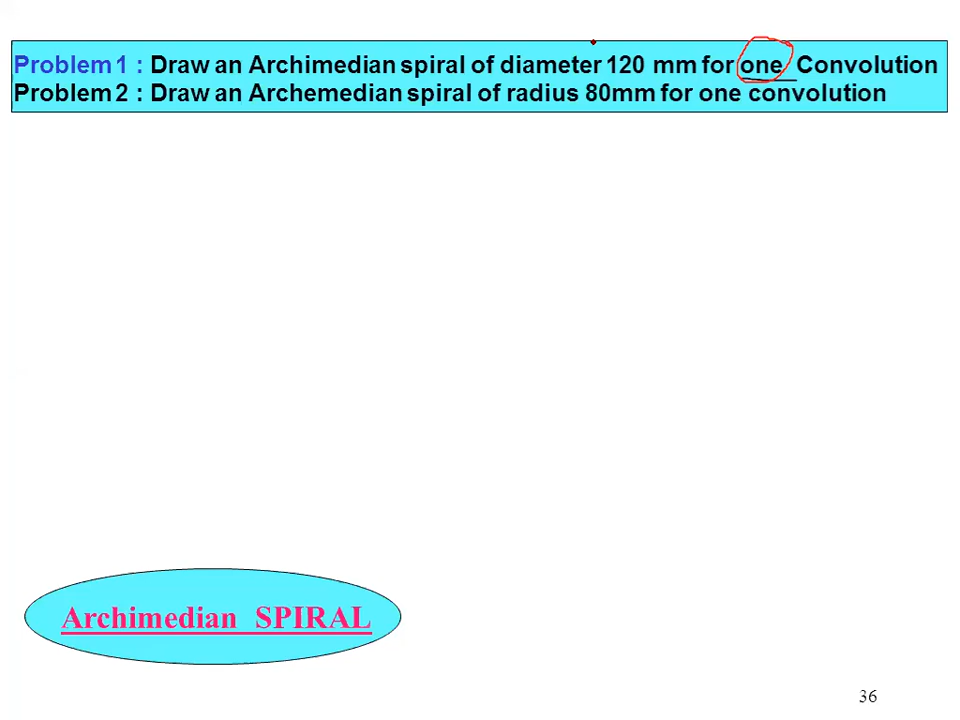 Problem 1 : Draw an Archimedian spiral of diameter 120 mm for one Convolution
Problem 2 : Draw an Archemedian spiral of radius 80mm for one convolution
Archimedian SPIRAL
36